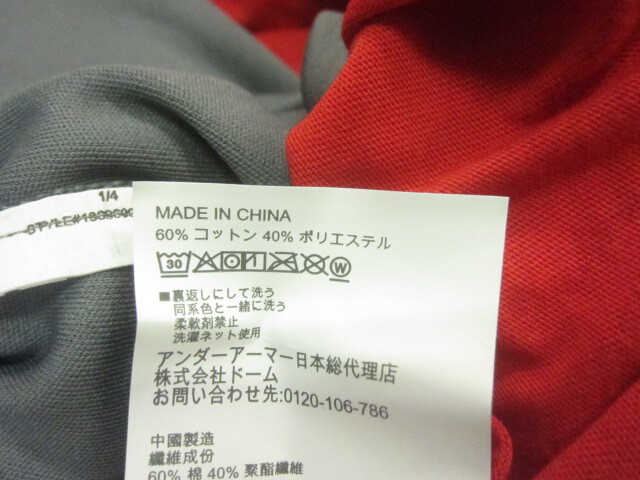 1/4
MADE IN CHINA
60% コットン 40% ポリエステル
30
W
■裏返しにして洗う
同系色と一緒に洗う
柔軟剤禁止
洗濯ネット使用
アンダーアーマー日本総代理店
株式会社ドーム
お問い合わせ先:0120-106-786
中國製造
纖維成份
60% 棉 40% 聚酯纖維